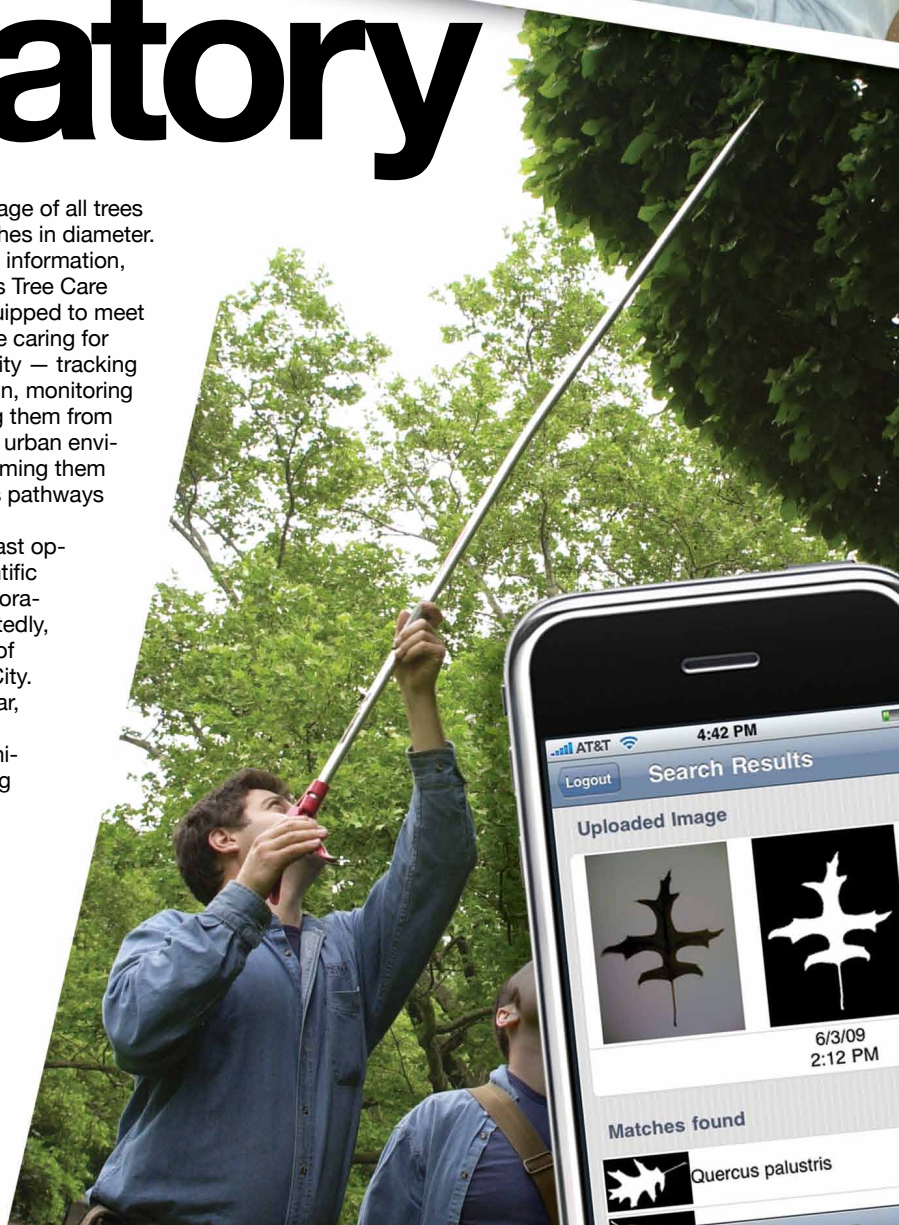 atory
age of all trees
hes in diameter.
information,
s Tree Care
uipped to meet
e caring for
ity — tracking
n, monitoring
g them from
urban envi-
ming them
s pathways
ast op-
tific
ora-
tedly,
of
City.
ar,
ni-
g
AT&T 4:42 PM
Logout Search Results
Uploaded Image
6/3/09
2:12 PM
Matches found
Quercus palustris